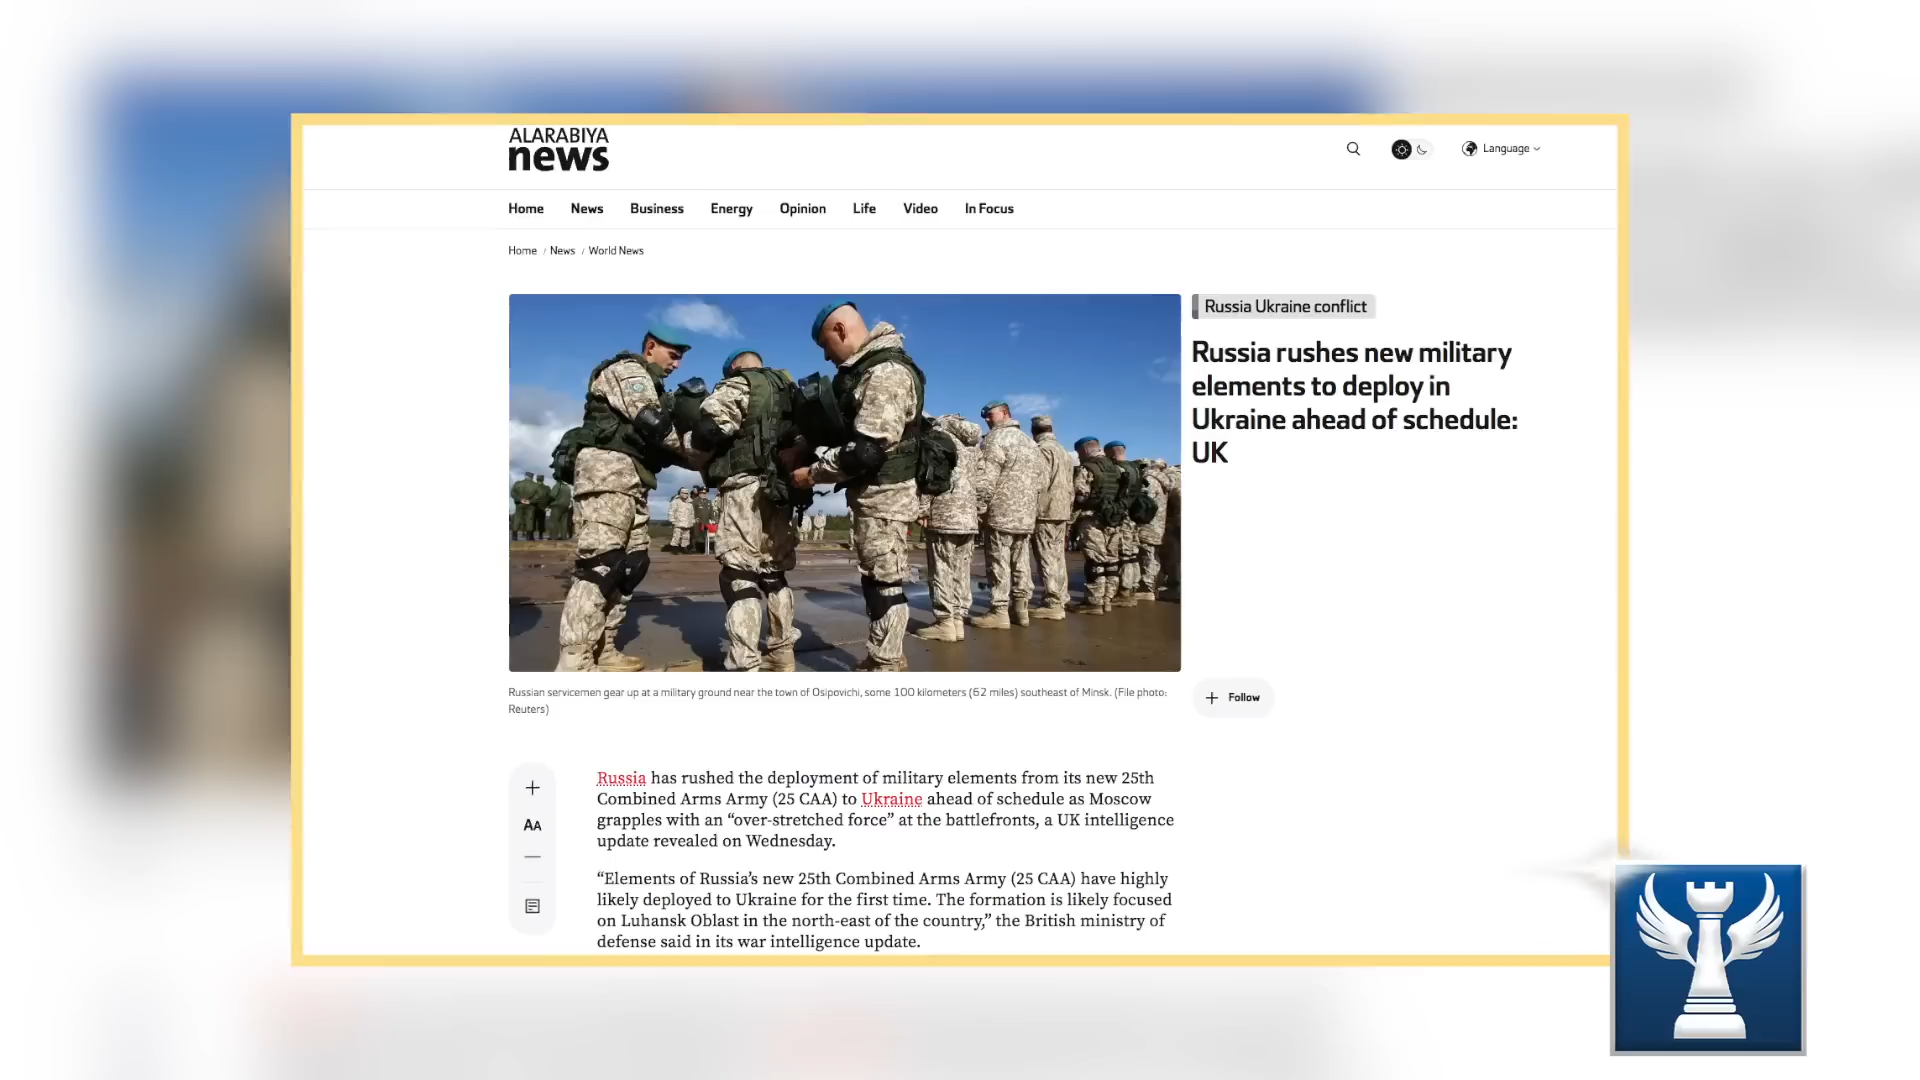 ALARABIYA
news
Language
Home News Business Energy Opinion Life Video In Focus
Home / News / World News
Russia Ukraine conflict
Russia rushes new military
elements to deploy in
Ukraine ahead of schedule:
UK
Russian servicemen gear up at a military ground near the town of Osipovichi, some 100 kilometers (62 miles) southeast of Minsk. (File photo:
Reuters)
+ Follow
AA
Russia has rushed the deployment of military elements from its new 25th
Combined Arms Army (25 CAA) to Ukraine ahead of schedule as Moscow
grapples with an “over-stretched force” at the battlefronts, a UK intelligence
update revealed on Wednesday.
“Elements of Russia’s new 25th Combined Arms Army (25 CAA) have highly
likely deployed to Ukraine for the first time. The formation is likely focused
on Luhansk Oblast in the north-east of the country,” the British ministry of
defense said in its war intelligence update.